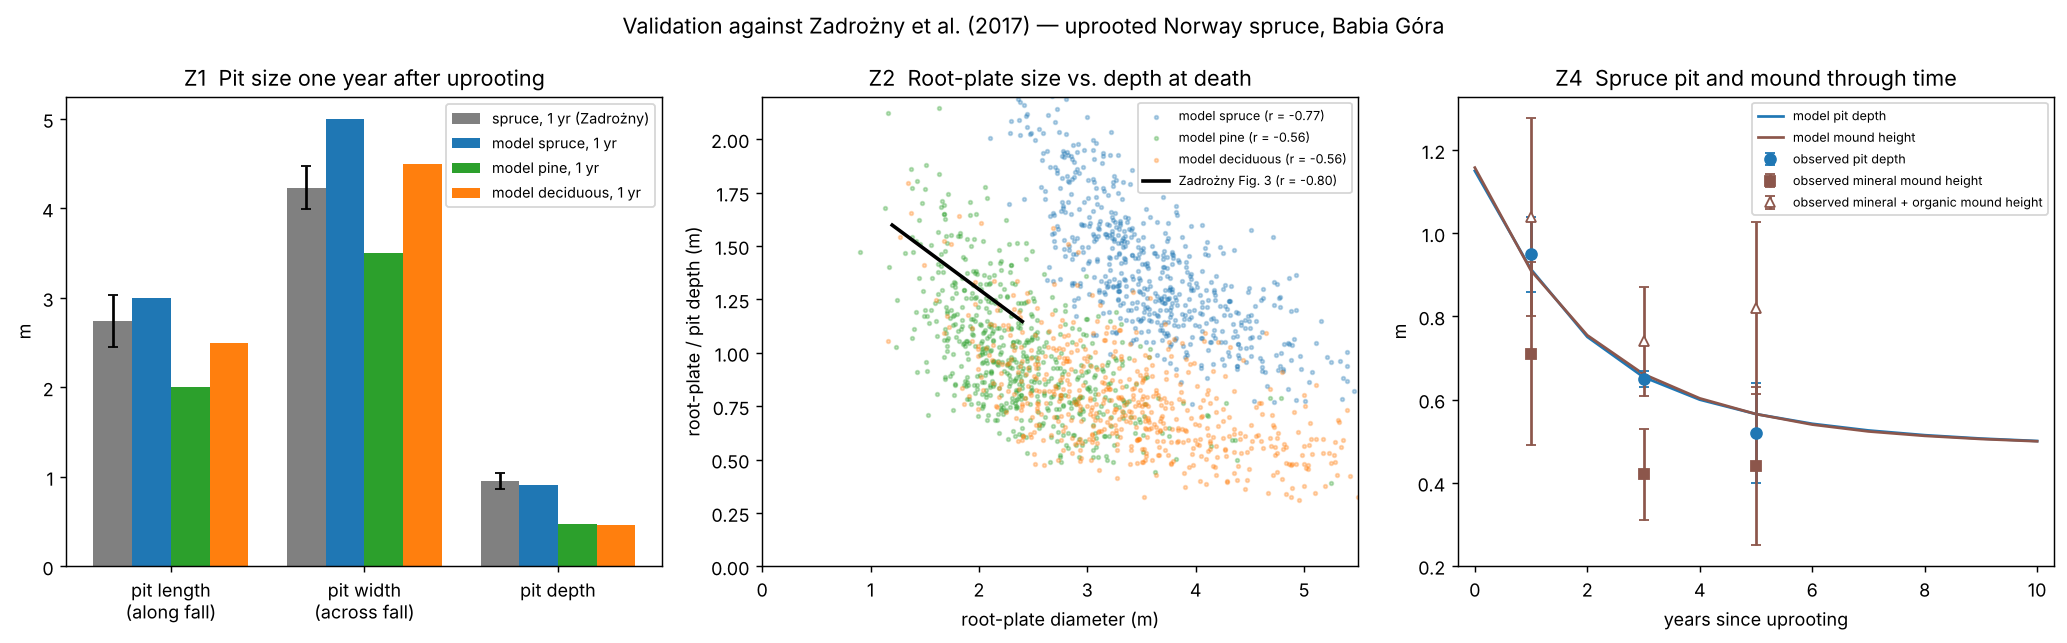 Validation against Zadrożny et al. (2017) — uprooted Norway spruce, Babia Góra
Z1 Pit size one year after uprooting
m
5
4
3
2
1
0
spruce, 1 yr (Zadrożny)
model spruce, 1 yr
model pine, 1 yr
model deciduous, 1 yr
pit length
(along fall)
pit width
(across fall)
pit depth
Z2 Root-plate size vs. depth at death
root-plate / pit depth (m)
2.00
1.75
1.50
1.25
1.00
0.75
0.50
0.25
0.00
model spruce (r = -0.77)
model pine (r = -0.56)
model deciduous (r = -0.56)
Zadrożny Fig. 3 (r = -0.80)
0 1 2 3 4 5
root-plate diameter (m)
Z4 Spruce pit and mound through time
m
1.2
1.0
0.8
0.6
0.4
0.2
model pit depth
model mound height
observed pit depth
observed mineral mound height
observed mineral + organic mound height
0 2 4 6 8 10
years since uprooting